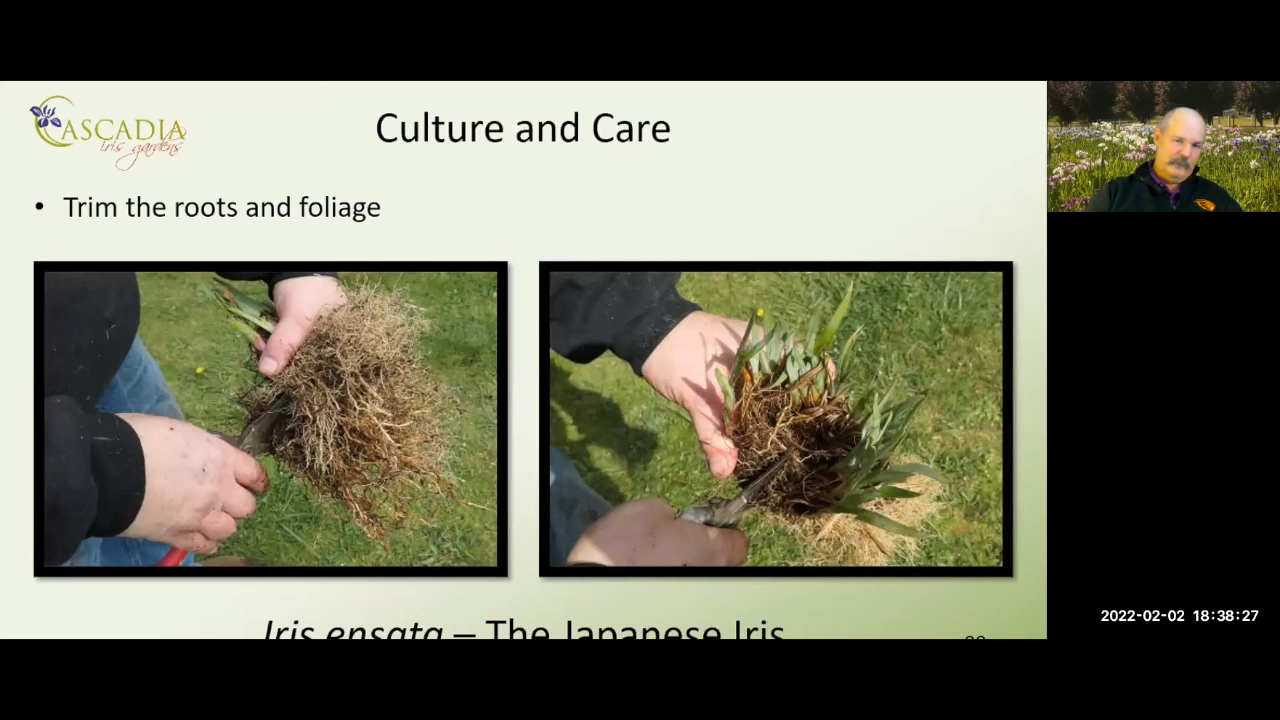 CASCADIA
iris gardens
Culture and Care
• Trim the roots and foliage
Iris ensata – The Japanese Iris
2022-02-02 18:38:27